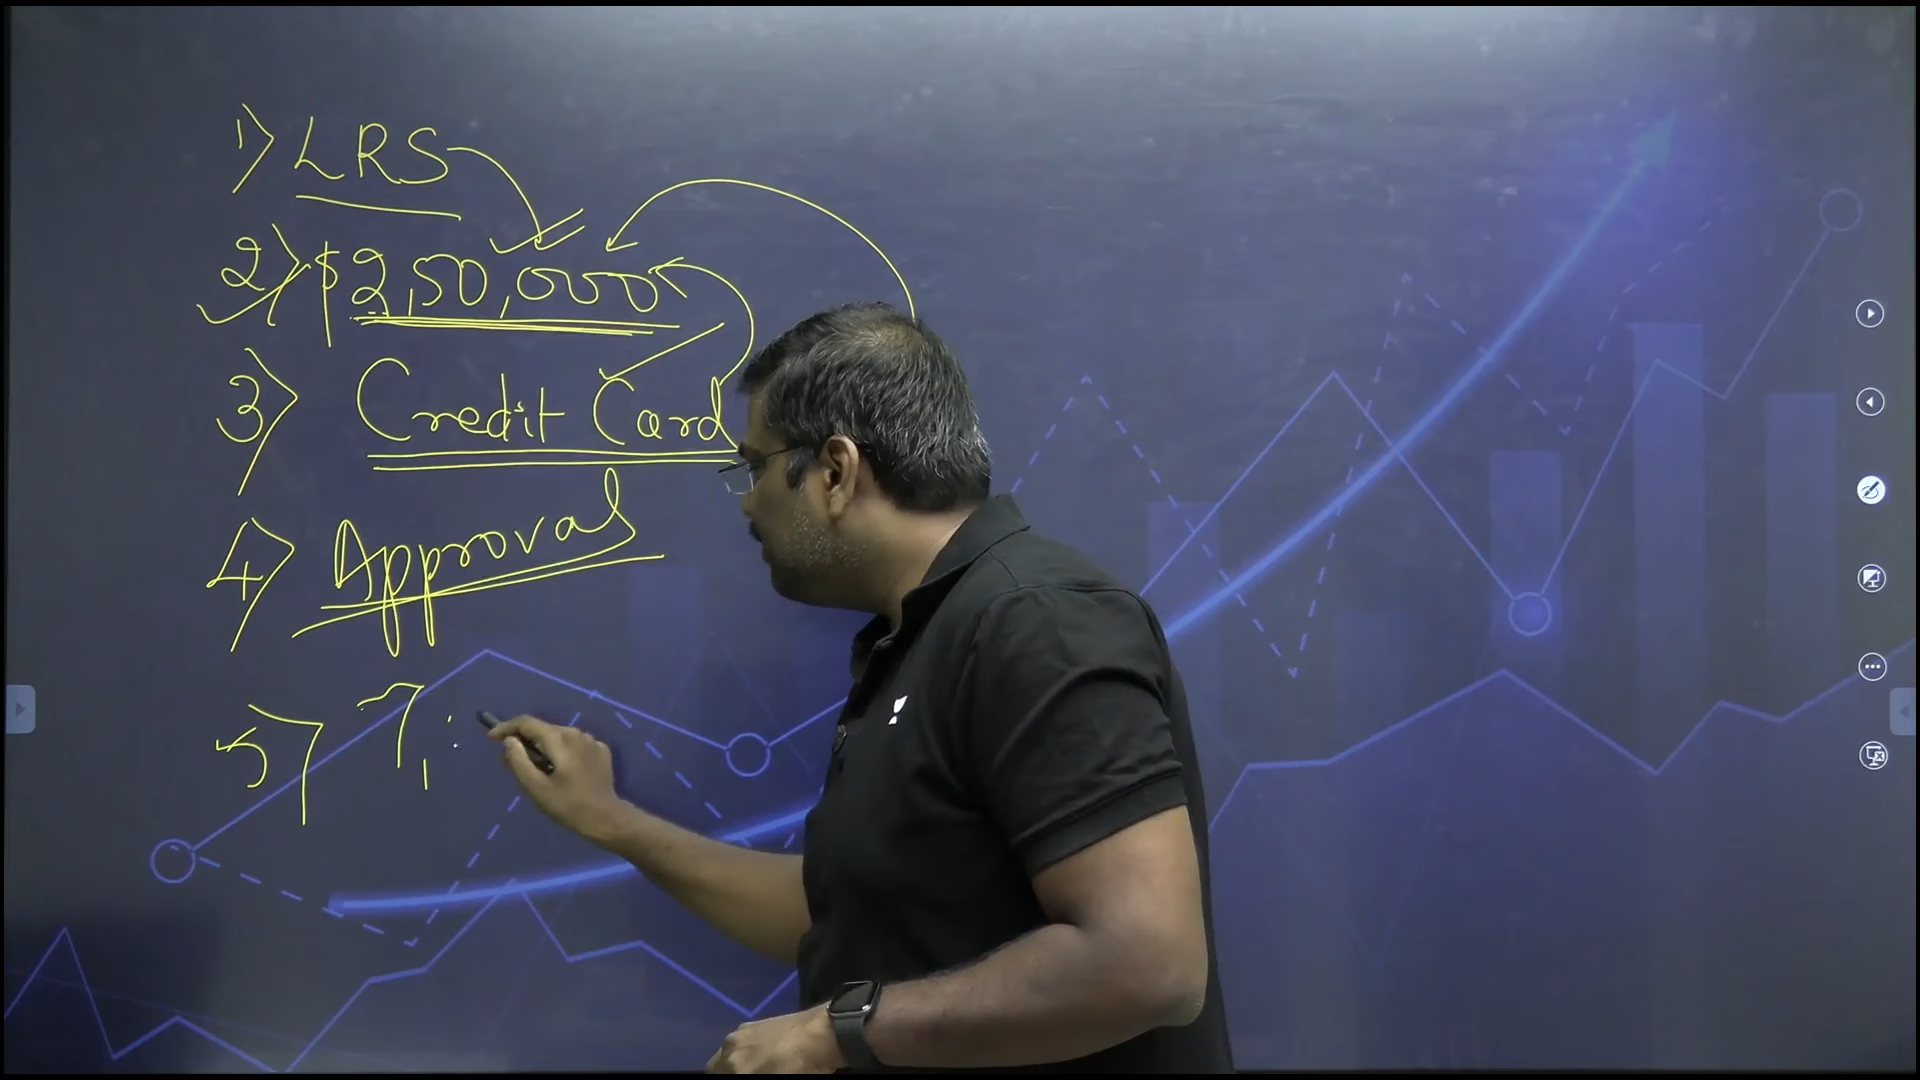 1) LRS
2) $2,50,000
3) Credit Card
4) Approval
5) 7,